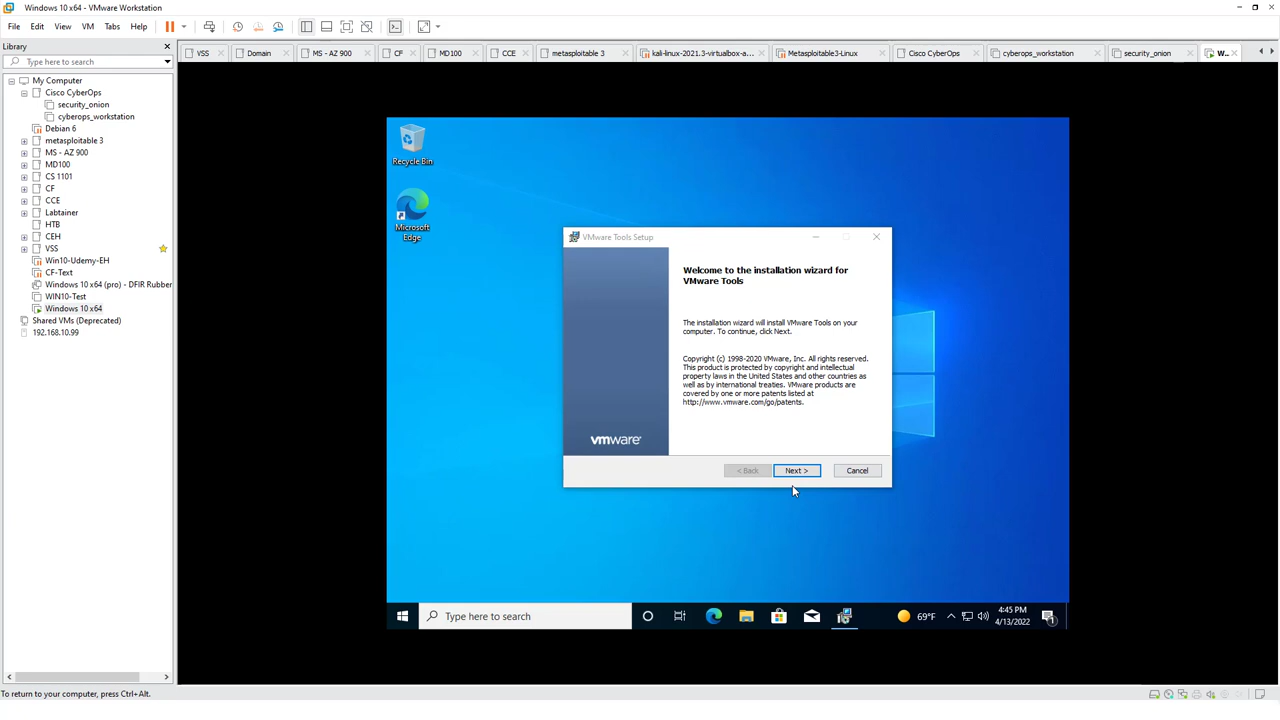 Windows 10 x64 - VMware Workstation
File Edit View VM Tabs Help
Library
Type here to search
My Computer
Cisco CyberOps
security_onion
cyberops_workstation
Debian 6
metasploitable 3
MS - AZ 900
MD100
CS 1101
CF
CCE
Labtainer
HTB
CEH
VSS
Win10-Udemy-EH
CF-Text
Windows 10 x64 (pro) - DFIR Rubber
WIN10-Test
Windows 10 x64
Shared VMs (Deprecated)
192.168.10.99
VSS Domain MS - AZ 900 CF MD100 CCE metasploitable 3 kali-linux-2021.3-virtualbox-a... Metasploitable3-Linux Cisco CyberOps cyberops_workstation security_onion W...
Recycle Bin
Microsoft
Edge
VMware Tools Setup
Welcome to the installation wizard for
VMware Tools
The installation wizard will install VMware Tools on your
computer. To continue, click Next.
Copyright (c) 1998-2020 VMware, Inc. All rights reserved.
This product is protected by copyright and intellectual
property laws in the United States and other countries as
well as by international treaties. VMware products are
covered by one or more patents listed at
http://www.vmware.com/go/patents.
vmware®
< Back Next > Cancel
Type here to search
69°F
4:45 PM
4/13/2022
1
To return to your computer, press Ctrl+Alt.